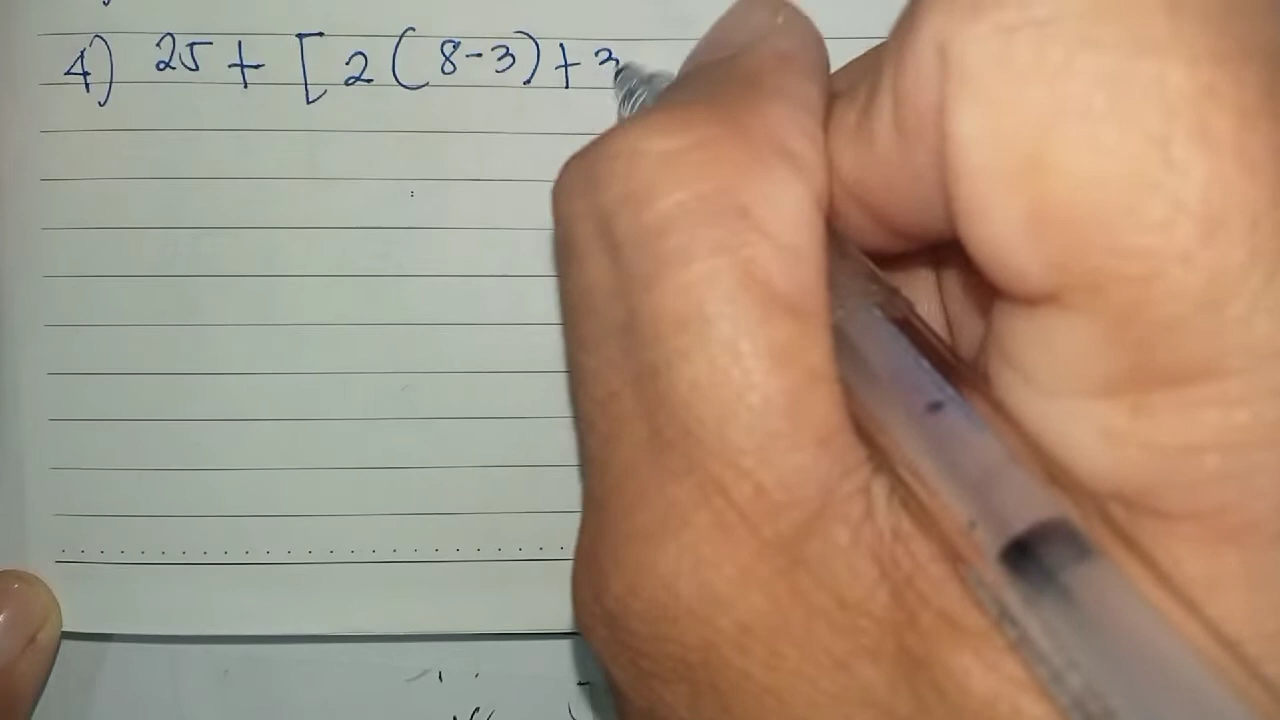 4) 25 + [ 2 ( 8 - 3 ) + 3